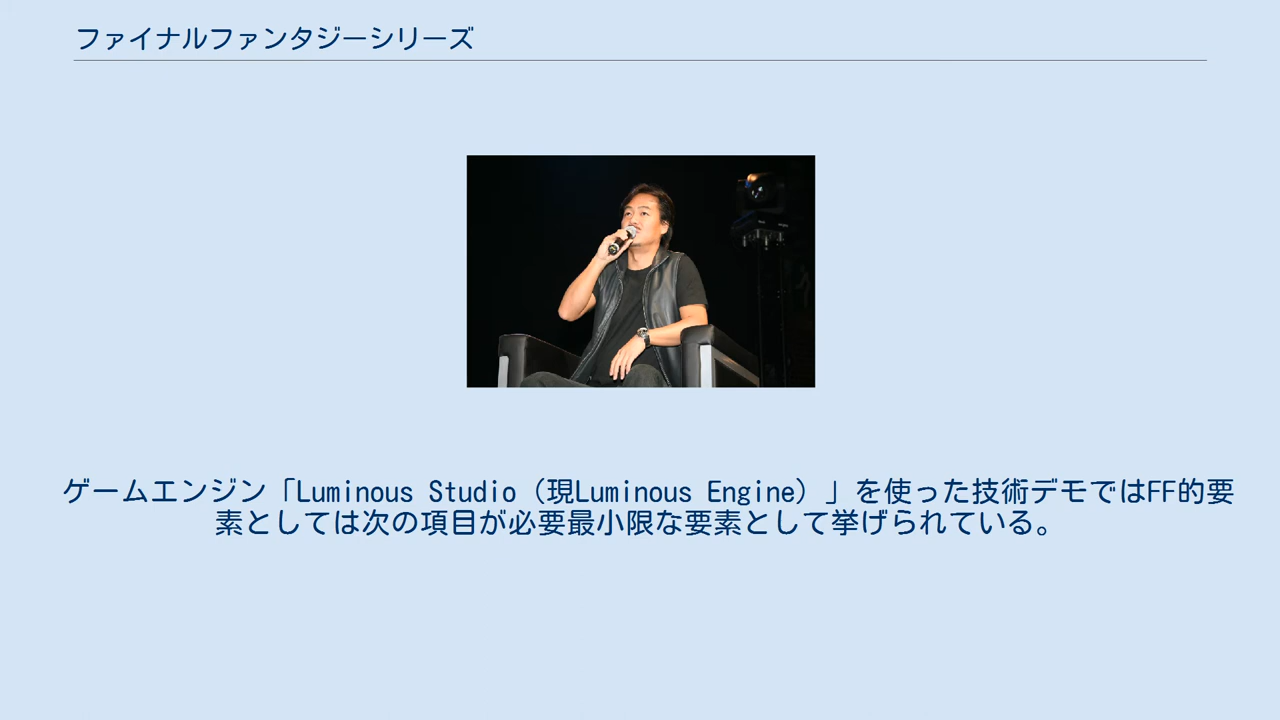 ファイナルファンタジーシリーズ
ゲームエンジン「Luminous Studio（現Luminous Engine）」を使った技術デモではFF的要
素としては次の項目が必要最小限な要素として挙げられている。